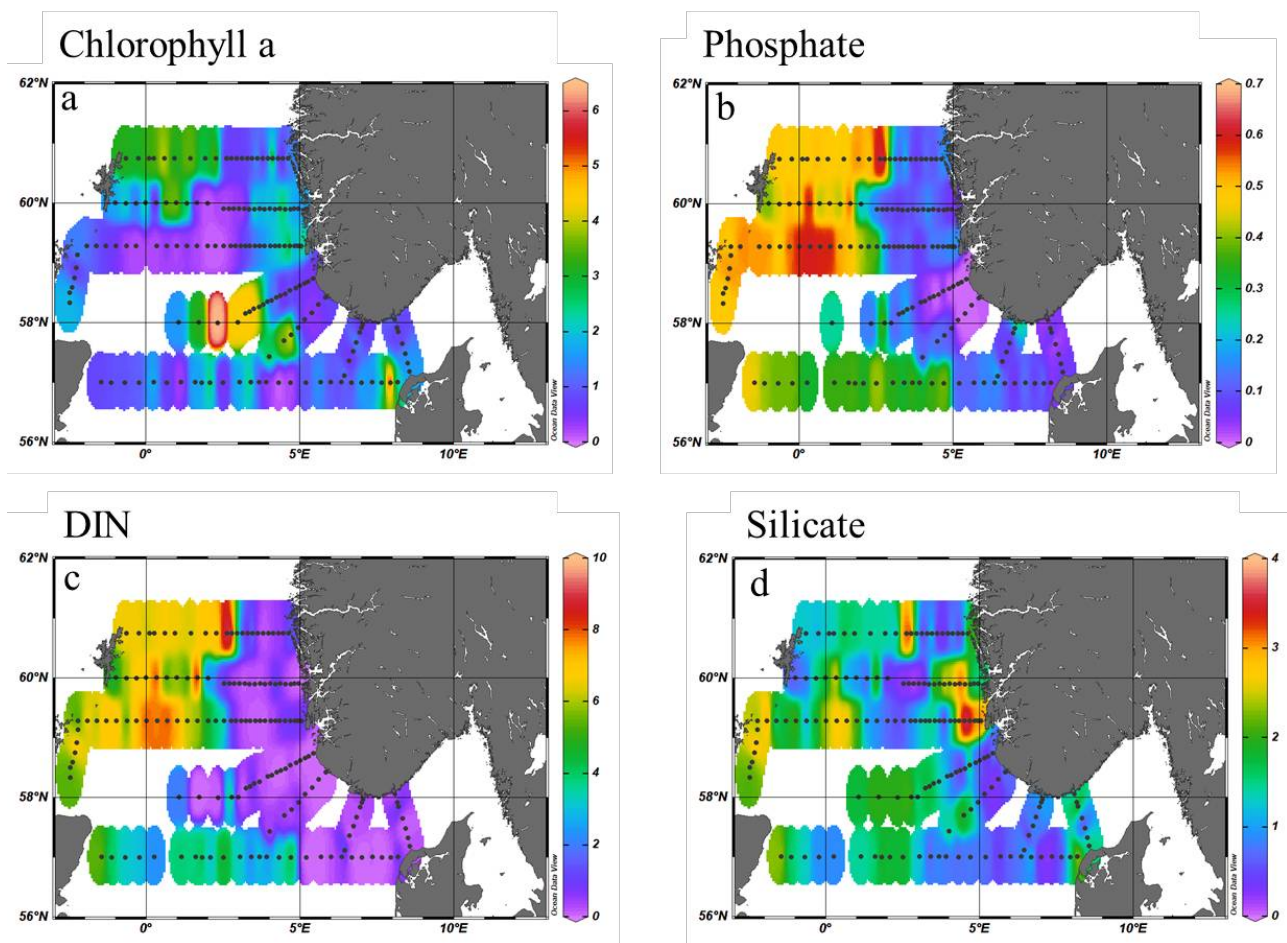 Chlorophyll a
Phosphate
a
62°N
60°N
58°N
56°N
0°
5°E
10°E
6
5
4
3
2
1
0
Ocean Data View
b
62°N
60°N
58°N
56°N
0°
5°E
10°E
0.7
0.6
0.5
0.4
0.3
0.2
0.1
0
Ocean Data View
DIN
Silicate
c
62°N
60°N
58°N
56°N
0°
5°E
10°E
10
8
6
4
2
0
Ocean Data View
d
62°N
60°N
58°N
56°N
0°
5°E
10°E
4
3
2
1
0
Ocean Data View